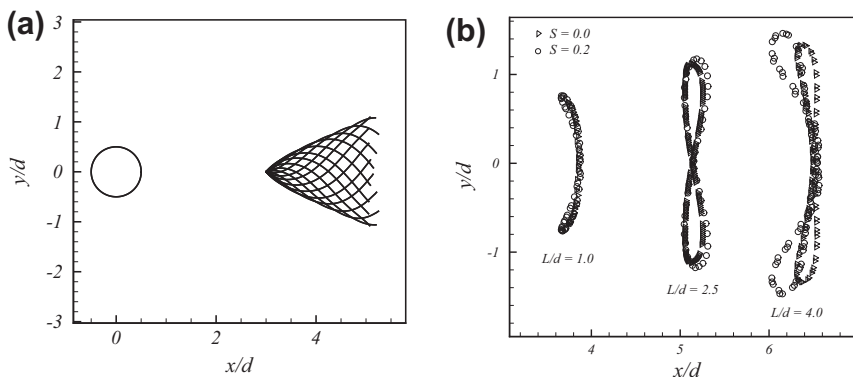 (a)
3
2
1
0
-1
-2
-3
y/d
0
2
4
x/d
(b)
S = 0.0
S = 0.2
1
0
-1
y/d
L/d = 1.0
L/d = 2.5
L/d = 4.0
4
5
6
x/d